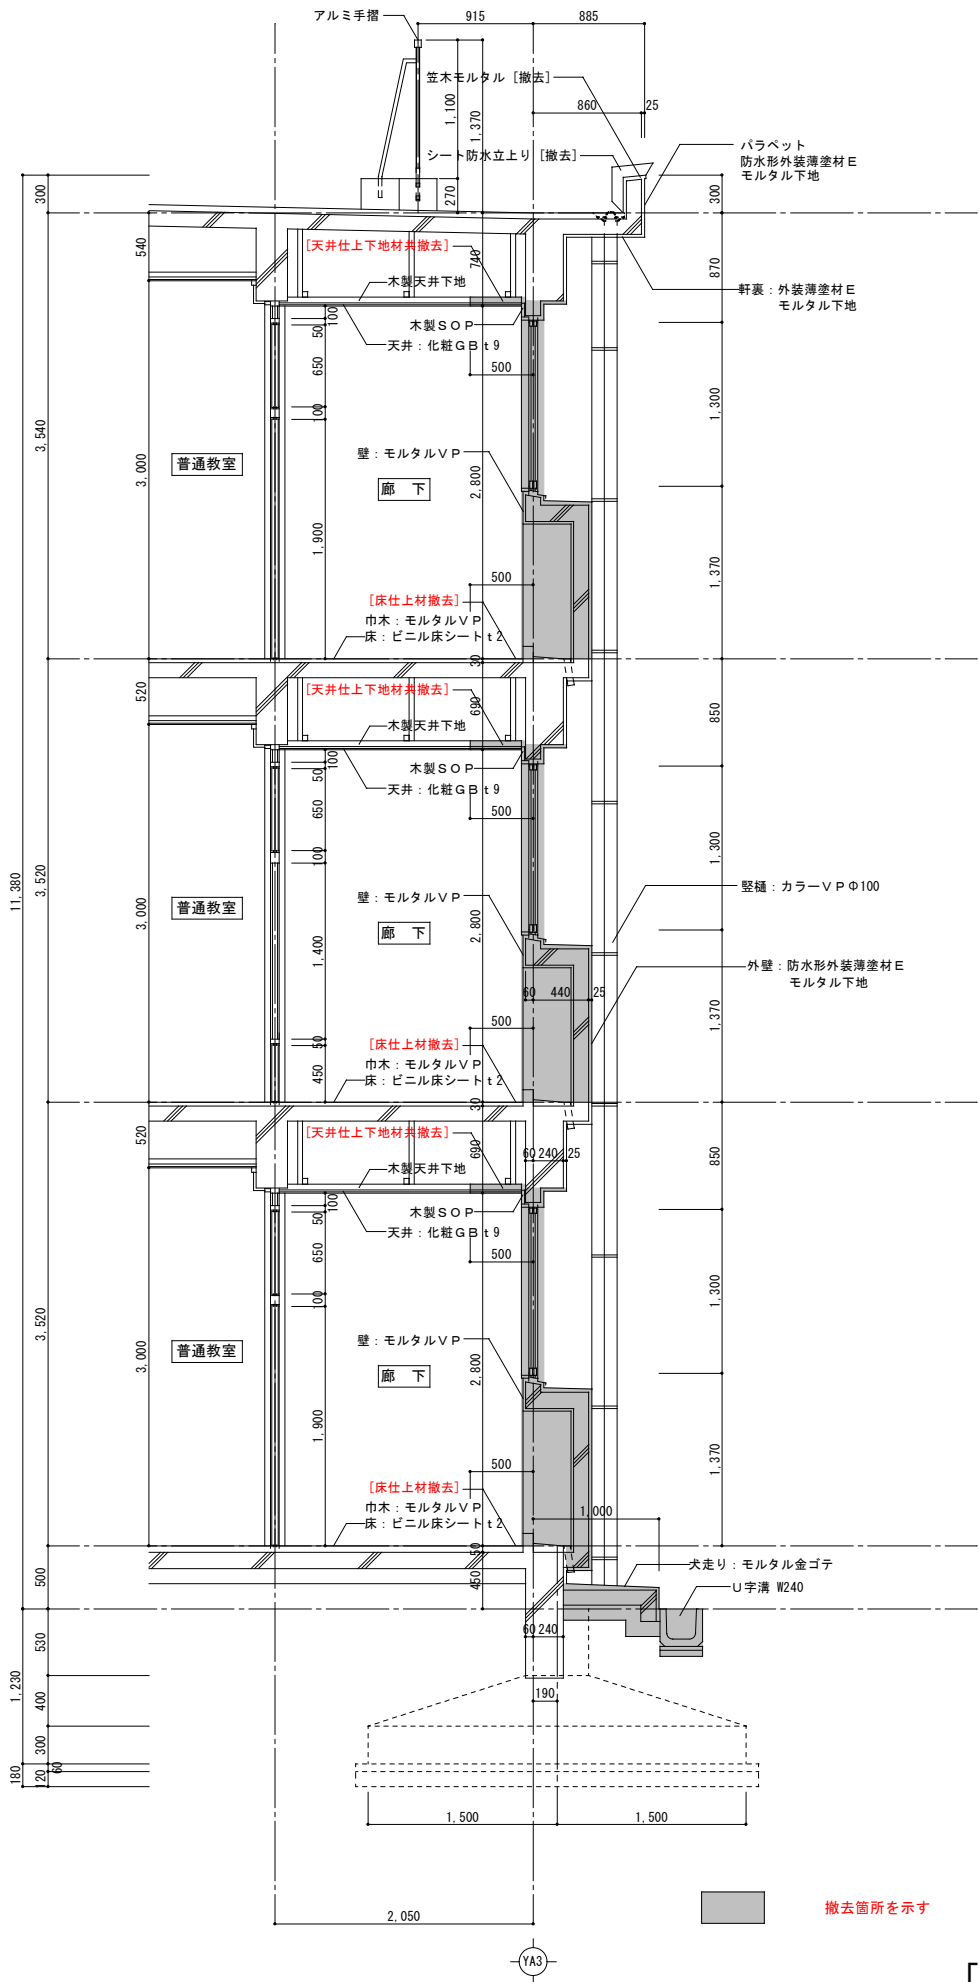 アルミ手摺
915
885
笠木モルタル [撤去]
860
25
1,100
1,370
270
シート防水立上り [撤去]
パラペット
防水形外装薄塗材E
モルタル下地
300
300
540
[天井仕上下地材共撤去]
740
870
木製天井下地
軒裏：外装薄塗材E
モルタル下地
木製SOP
天井：化粧GB t9
100
50
650
100
500
1,300
3,540
3,000
普通教室
壁：モルタルVP
廊 下
2,800
1,900
500
1,370
[床仕上材撤去]
巾木：モルタルVP
床：ビニル床シートt2
30
520
[天井仕上下地材共撤去]
690
850
木製天井下地
木製SOP
天井：化粧GB t9
100
50
650
100
500
1,300
11,380
3,520
3,000
普通教室
壁：モルタルVP
廊 下
2,800
竪樋：カラーVPΦ100
外壁：防水形外装薄塗材E
モルタル下地
1,400
60
440
25
500
1,370
50
[床仕上材撤去]
巾木：モルタルVP
床：ビニル床シートt2
450
30
520
[天井仕上下地材共撤去]
690
60
240
25
850
木製天井下地
木製SOP
天井：化粧GB t9
100
50
650
100
500
1,300
3,520
3,000
普通教室
壁：モルタルVP
廊 下
2,800
1,900
500
1,370
[床仕上材撤去]
巾木：モルタルVP
床：ビニル床シートt2
1,000
50
500
450
犬走り：モルタル金ゴテ
U字溝 W240
530
60
240
1,230
400
190
300
60
180
120
1,500
1,500
2,050
撤去箇所を示す
YA3